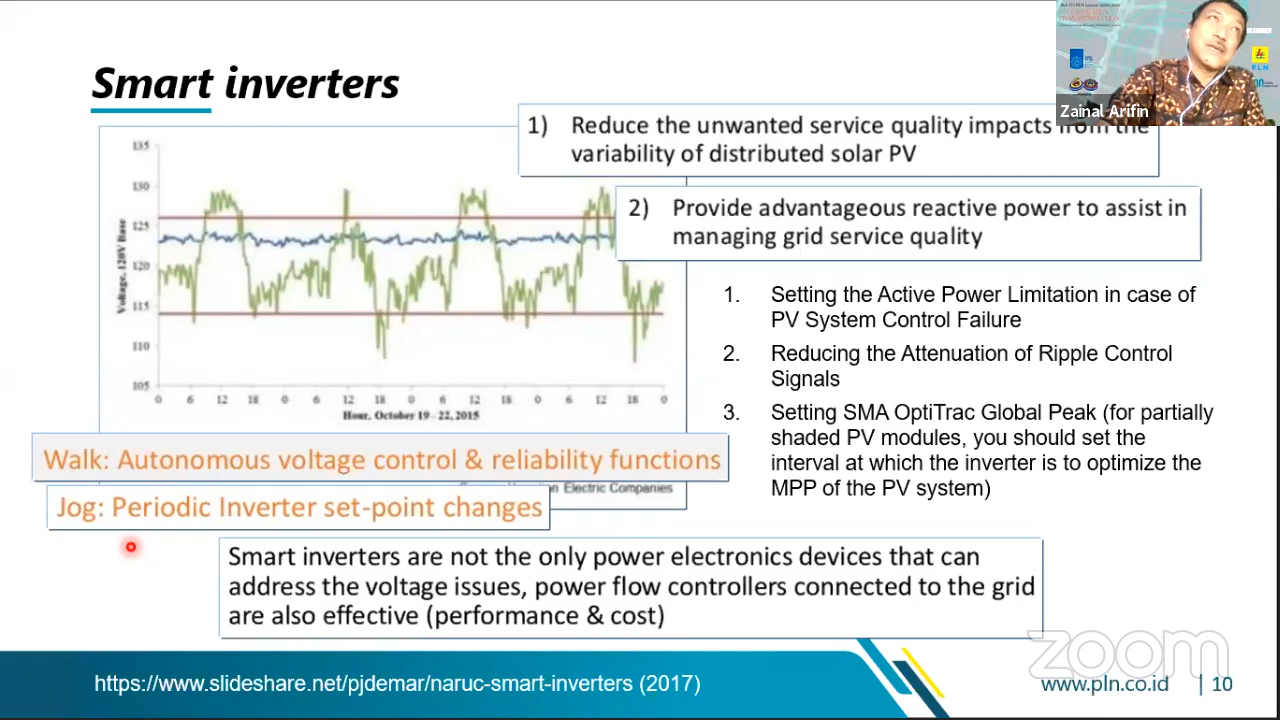 Smart inverters
Zainal Arifin
PLN
1) Reduce the unwanted service quality impacts from the
variability of distributed solar PV
2) Provide advantageous reactive power to assist in
managing grid service quality
135
130
125
120
115
110
105
Voltage, 120V Base
0 6 12 18 0 6 12 18 0 6 12 18 0 6 12 18 0
Hour, October 19 – 22, 2015
1. Setting the Active Power Limitation in case of
PV System Control Failure
2. Reducing the Attenuation of Ripple Control
Signals
3. Setting SMA OptiTrac Global Peak (for partially
shaded PV modules, you should set the
interval at which the inverter is to optimize the
MPP of the PV system)
Walk: Autonomous voltage control & reliability functions
Electric Companies
Jog: Periodic Inverter set-point changes
Smart inverters are not the only power electronics devices that can
address the voltage issues, power flow controllers connected to the grid
are also effective (performance & cost)
zoom
https://www.slideshare.net/pjdemar/naruc-smart-inverters (2017)
www.pln.co.id | 10